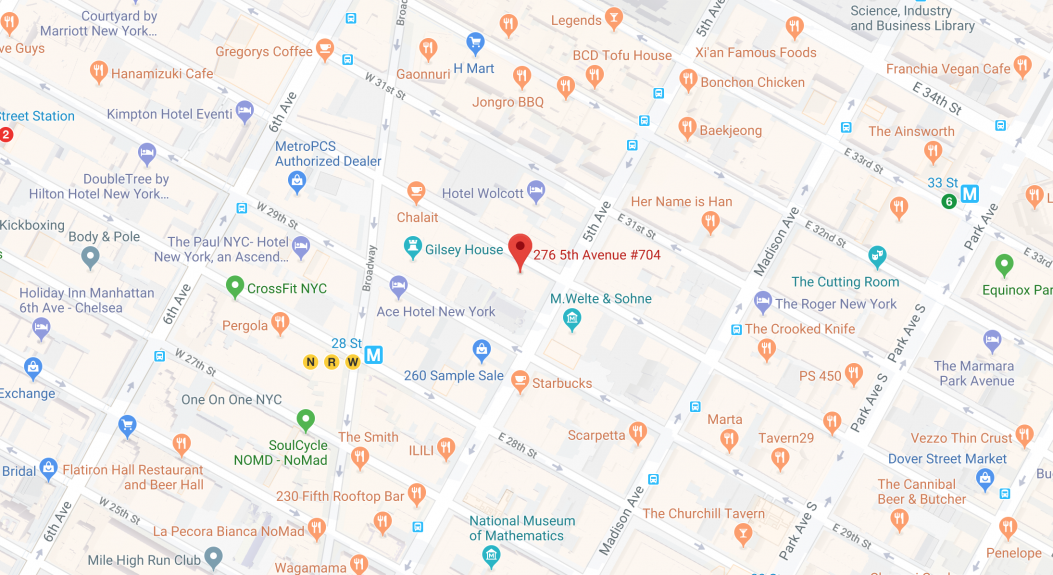 Courtyard by
Marriott New York...
Broa
Legends
5th Ave
Science, Industry
and Business Library
ve Guys
Gregorys Coffee
BCD Tofu House
Xi'an Famous Foods
Hanamizuki Cafe
Gaonnuri
H Mart
Bonchon Chicken
Franchia Vegan Cafe
W 31st St
Jongro BBQ
E 34th St
Street Station
Kimpton Hotel Eventi
6th Ave
2
Baekjeong
The Ainsworth
MetroPCS
Authorized Dealer
E 33rd St
DoubleTree by
Hilton Hotel New York...
Hotel Wolcott
33 St
M
6
Chalait
Her Name is Han
L
W 29th St
5th Ave
E 31st St
E 32nd St
Park Ave
Kickboxing
Body & Pole
The Paul NYC- Hotel
New York, an Ascend...
Gilsey House
276 5th Avenue #704
Madison Ave
E 33rd
Broadway
The Cutting Room
Equinox Par
CrossFit NYC
Holiday Inn Manhattan
6th Ave - Chelsea
6th Ave
Ace Hotel New York
M.Welte & Sohne
The Roger New York
Pergola
The Crooked Knife
Park Ave S
28 St
M
N R W
W 27th St
260 Sample Sale
Starbucks
PS 450
The Marmara
Park Avenue
Exchange
One On One NYC
Park Ave S
SoulCycle
NOMD - NoMad
The Smith
ILILI
E 28th St
Scarpetta
Marta
Tavern29
Vezzo Thin Crust
Dover Street Market
Bridal
Flatiron Hall Restaurant
and Beer Hall
Bu
230 Fifth Rooftop Bar
The Cannibal
Beer & Butcher
W 25th St
6th Ave
La Pecora Bianca NoMad
National Museum
of Mathematics
Madison Ave
The Churchill Tavern
Park Ave S
E 29th St
Penelope
Mile High Run Club
Wagamama